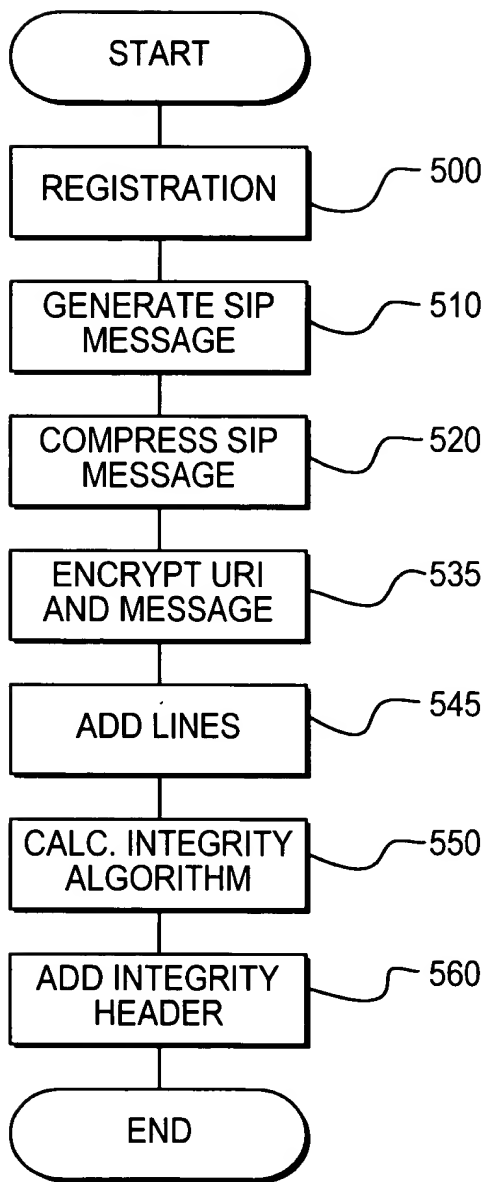 START
REGISTRATION
500
GENERATE SIP
MESSAGE
510
COMPRESS SIP
MESSAGE
520
ENCRYPT URI
AND MESSAGE
535
ADD LINES
545
CALC. INTEGRITY
ALGORITHM
550
ADD INTEGRITY
HEADER
560
END